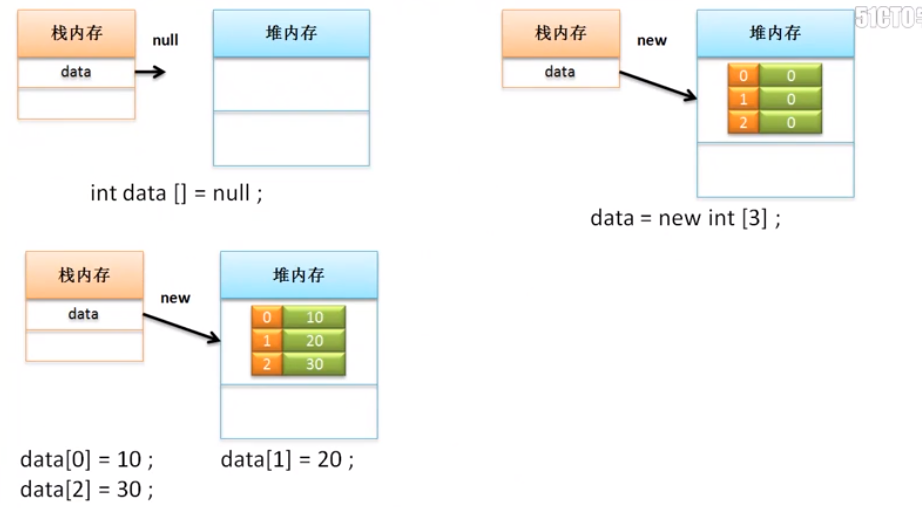 栈内存
null
堆内存
data
int data [] = null ;
栈内存
new
堆内存
data
0 0
1 0
2 0
data = new int [3] ;
栈内存
new
堆内存
data
0 10
1 20
2 30
data[0] = 10 ; data[1] = 20 ;
data[2] = 30 ;